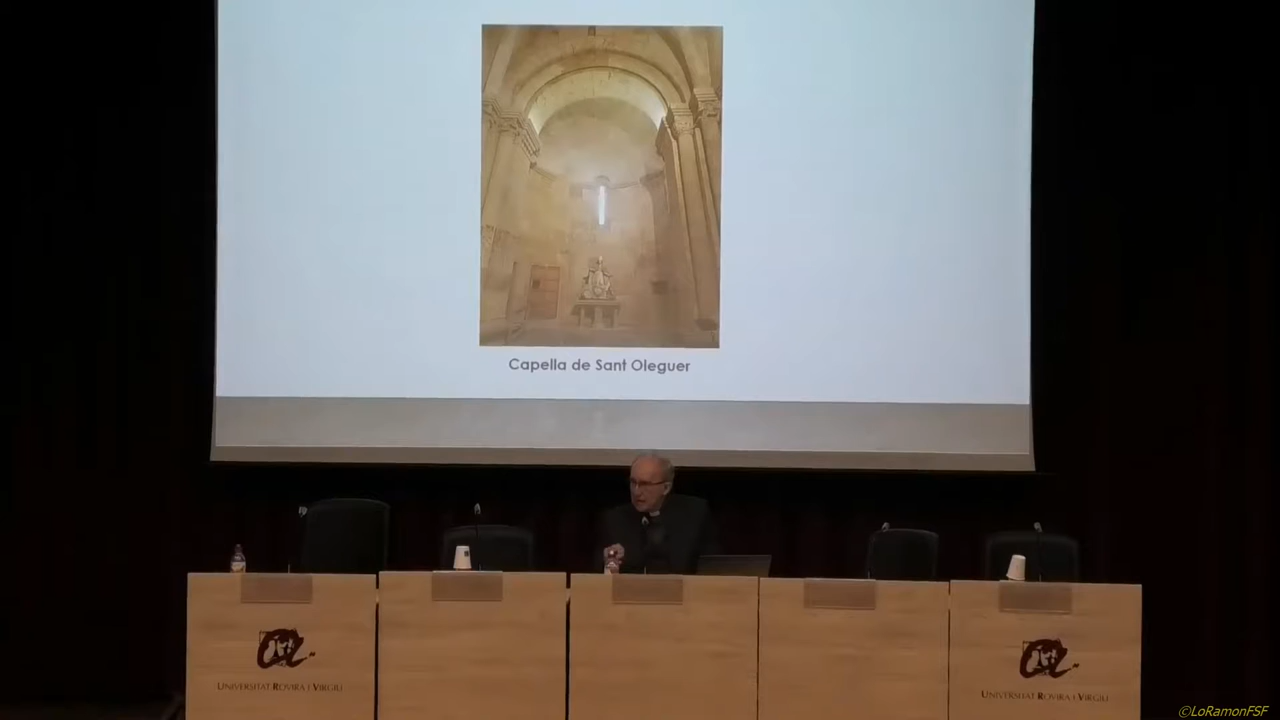 Capella de Sant Oleguer
UNIVERSITAT ROVIRA I VIRGILI
UNIVERSITAT ROVIRA I VIRGILI
©LoRamonFSF